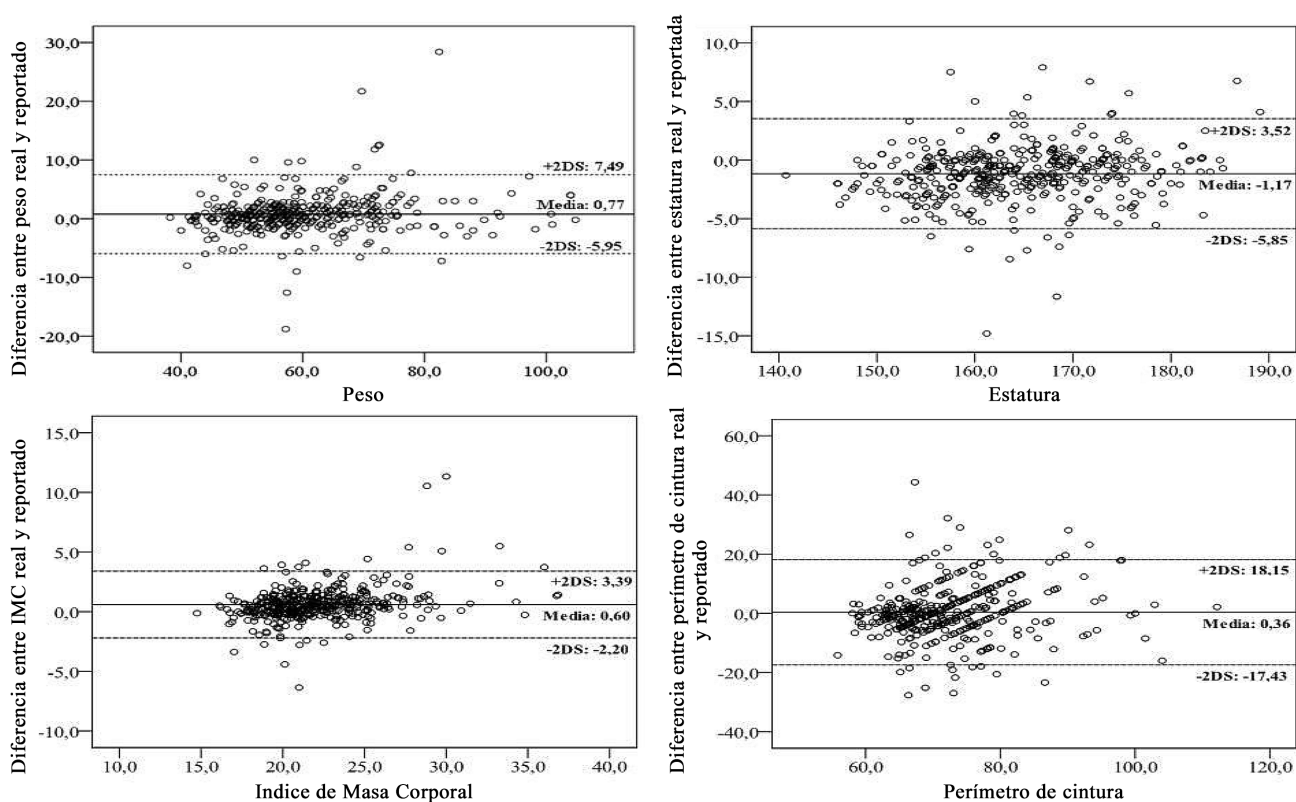 Diferencia entre peso real y reportado
30,0
20,0
10,0
0,0
-10,0
-20,0
+2DS: 7,49
Media: 0,77
-2DS: -5,95
40,0 60,0 80,0 100,0
Peso
Diferencia entre estatura real y reportada
10,0
5,0
0,0
-5,0
-10,0
-15,0
+2DS: 3,52
Media: -1,17
-2DS: -5,85
140,0 150,0 160,0 170,0 180,0 190,0
Estatura
Diferencia entre IMC real y reportado
15,0
10,0
5,0
0,0
-5,0
-10,0
+2DS: 3,39
Media: 0,60
-2DS: -2,20
10,0 15,0 20,0 25,0 30,0 35,0 40,0
Indice de Masa Corporal
Diferencia entre perímetro de cintura real
y reportado
60,0
40,0
20,0
0,0
-20,0
-40,0
+2DS: 18,15
Media: 0,36
-2DS: -17,43
60,0 80,0 100,0 120,0
Perímetro de cintura